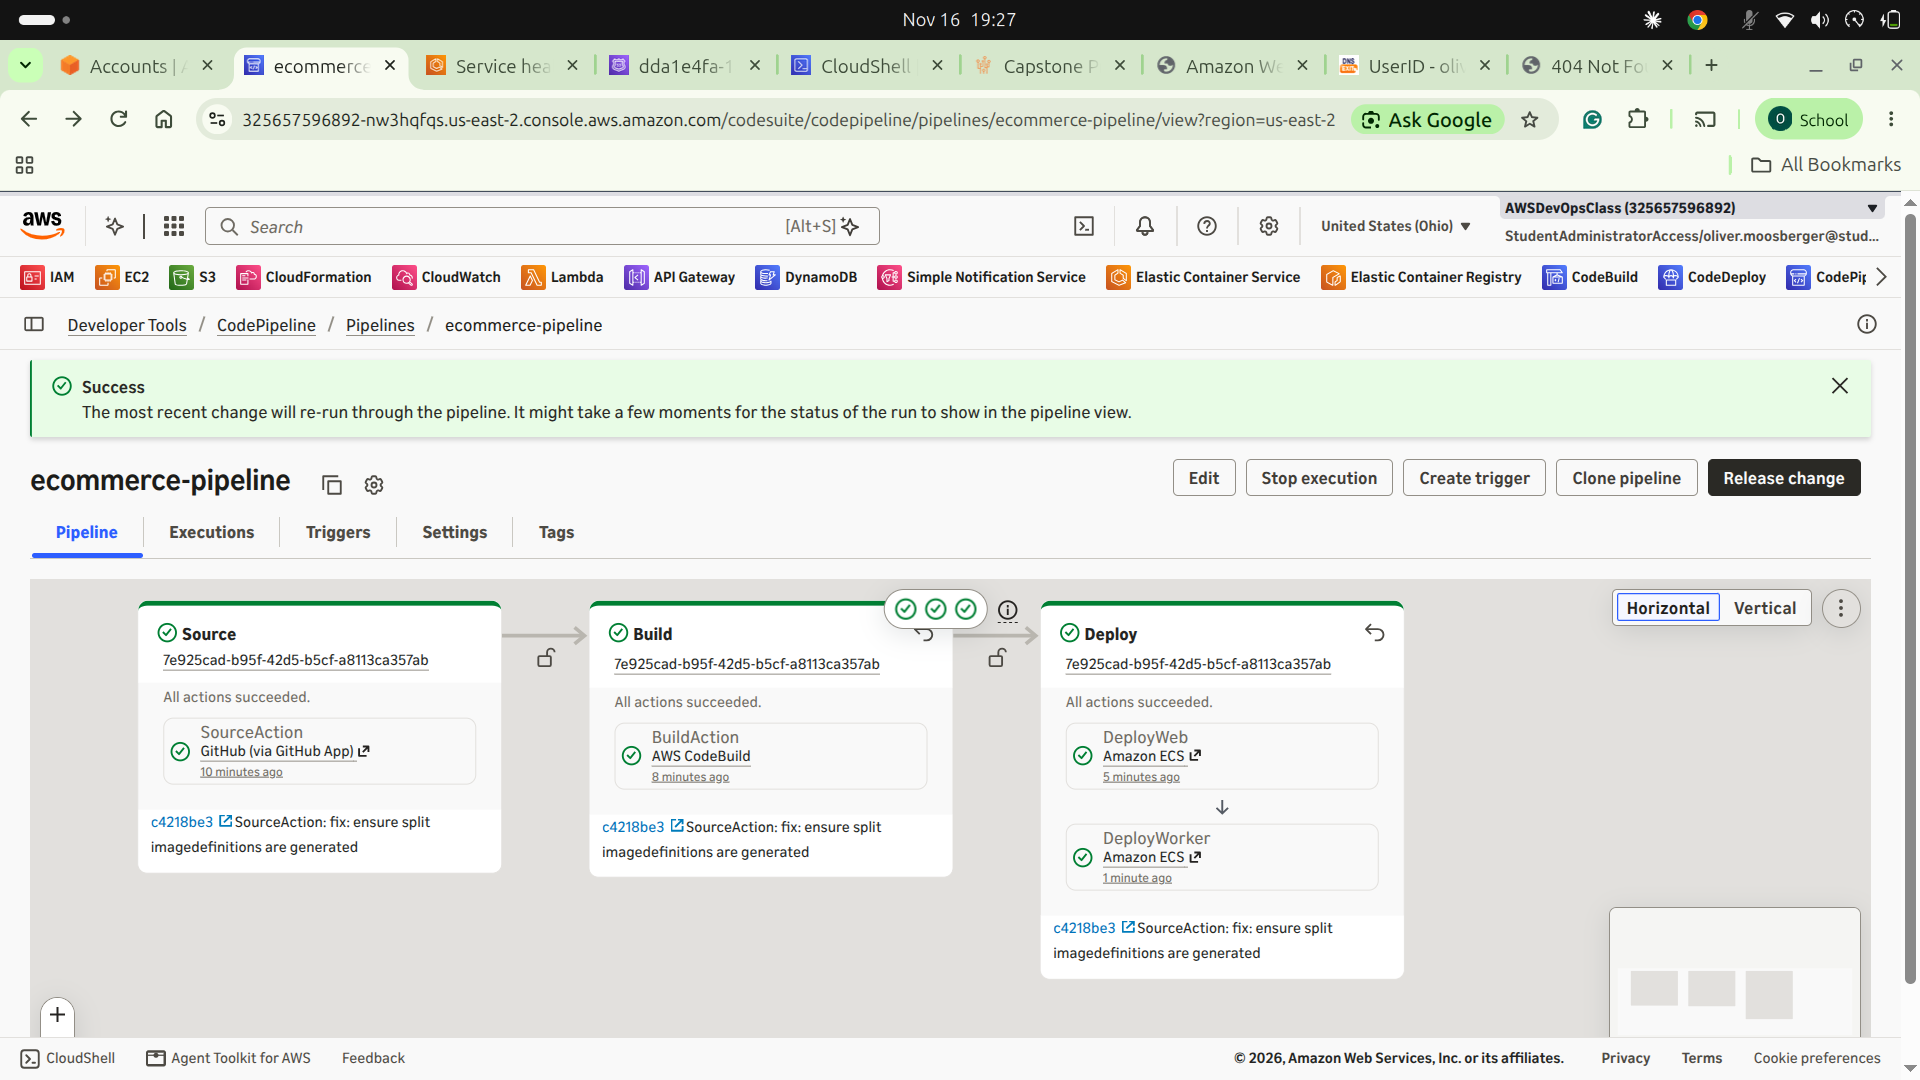 Nov 16 19:27
Accounts | A
ecommerce
Service hea
dda1e4fa-1
CloudShell
Capstone P
Amazon We
UserID - oliv
404 Not Fo
325657596892-nw3hqfqs.us-east-2.console.aws.amazon.com/codesuite/codepipeline/pipelines/ecommerce-pipeline/view?region=us-east-2
Ask Google
O School
All Bookmarks
aws
Search [Alt+S]
United States (Ohio)
AWSDevOpsClass (325657596892)
StudentAdministratorAccess/oliver.moosberger@stud...
IAM EC2 S3 CloudFormation CloudWatch Lambda API Gateway DynamoDB Simple Notification Service Elastic Container Service Elastic Container Registry CodeBuild CodeDeploy CodePip
Developer Tools / CodePipeline / Pipelines / ecommerce-pipeline
Success
The most recent change will re-run through the pipeline. It might take a few moments for the status of the run to show in the pipeline view.
ecommerce-pipeline
Edit Stop execution Create trigger Clone pipeline Release change
Pipeline Executions Triggers Settings Tags
Horizontal Vertical
Source
7e925cad-b95f-42d5-b5cf-a8113ca357ab
All actions succeeded.
SourceAction
GitHub (via GitHub App)
10 minutes ago
c4218be3 SourceAction: fix: ensure split
imagedefinitions are generated
Build
7e925cad-b95f-42d5-b5cf-a8113ca357ab
All actions succeeded.
BuildAction
AWS CodeBuild
8 minutes ago
c4218be3 SourceAction: fix: ensure split
imagedefinitions are generated
Deploy
7e925cad-b95f-42d5-b5cf-a8113ca357ab
All actions succeeded.
DeployWeb
Amazon ECS
5 minutes ago
DeployWorker
Amazon ECS
1 minute ago
c4218be3 SourceAction: fix: ensure split
imagedefinitions are generated
CloudShell Agent Toolkit for AWS Feedback
© 2026, Amazon Web Services, Inc. or its affiliates. Privacy Terms Cookie preferences